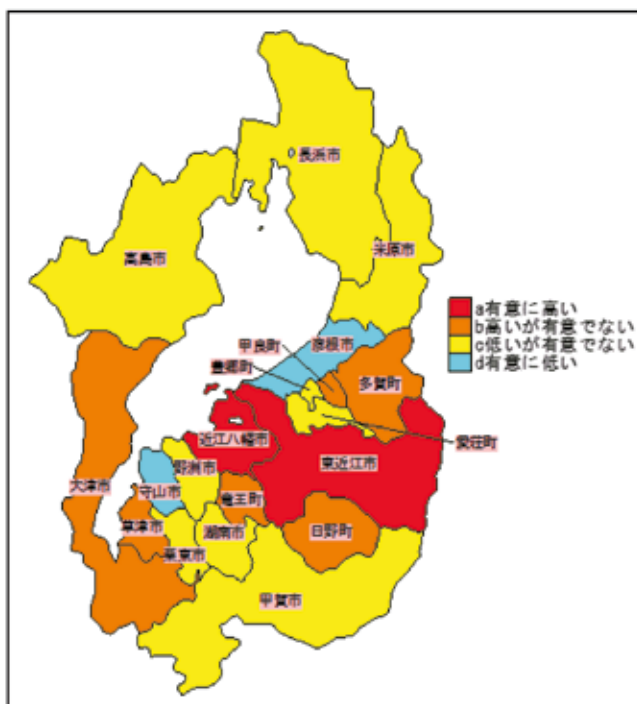 長浜市
米原市
高島市
a有意に高い
b高いが有意でない
c低いが有意でない
d有意に低い
彦根市
甲良町
豊郷町
多賀町
愛荘町
近江八幡市
東近江市
野洲市
大津市
守山市
竜王町
草津市
日野町
湖南市
栗東市
甲賀市